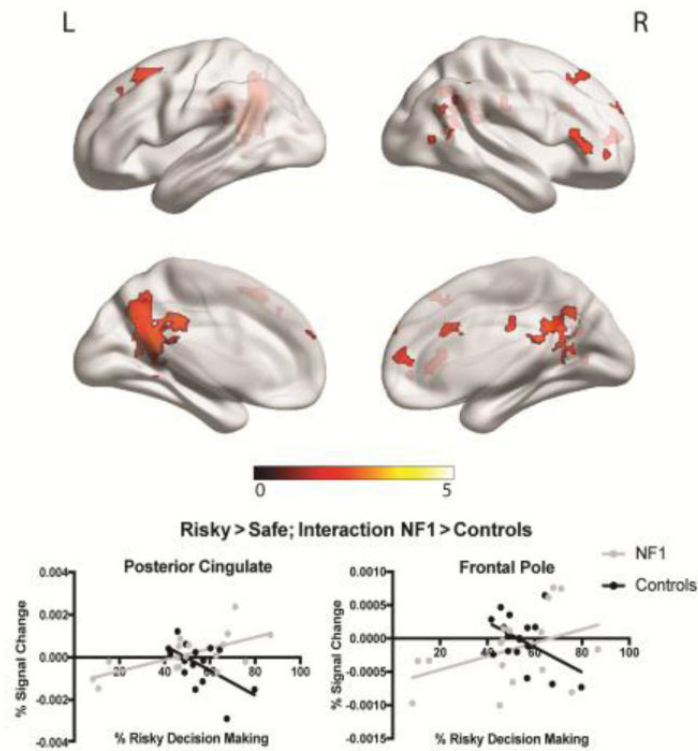 L R
0 5
Risky > Safe; Interaction NF1 > Controls
NF1
Controls
Posterior Cingulate
0.004
0.002
0.000
-0.002
-0.004
20 40 60 80 100
% Signal Change
% Risky Decision Making
Frontal Pole
0.0010
0.0005
0.0000
-0.0005
-0.0010
-0.0015
20 40 60 80 100
% Signal Change
% Risky Decision Making